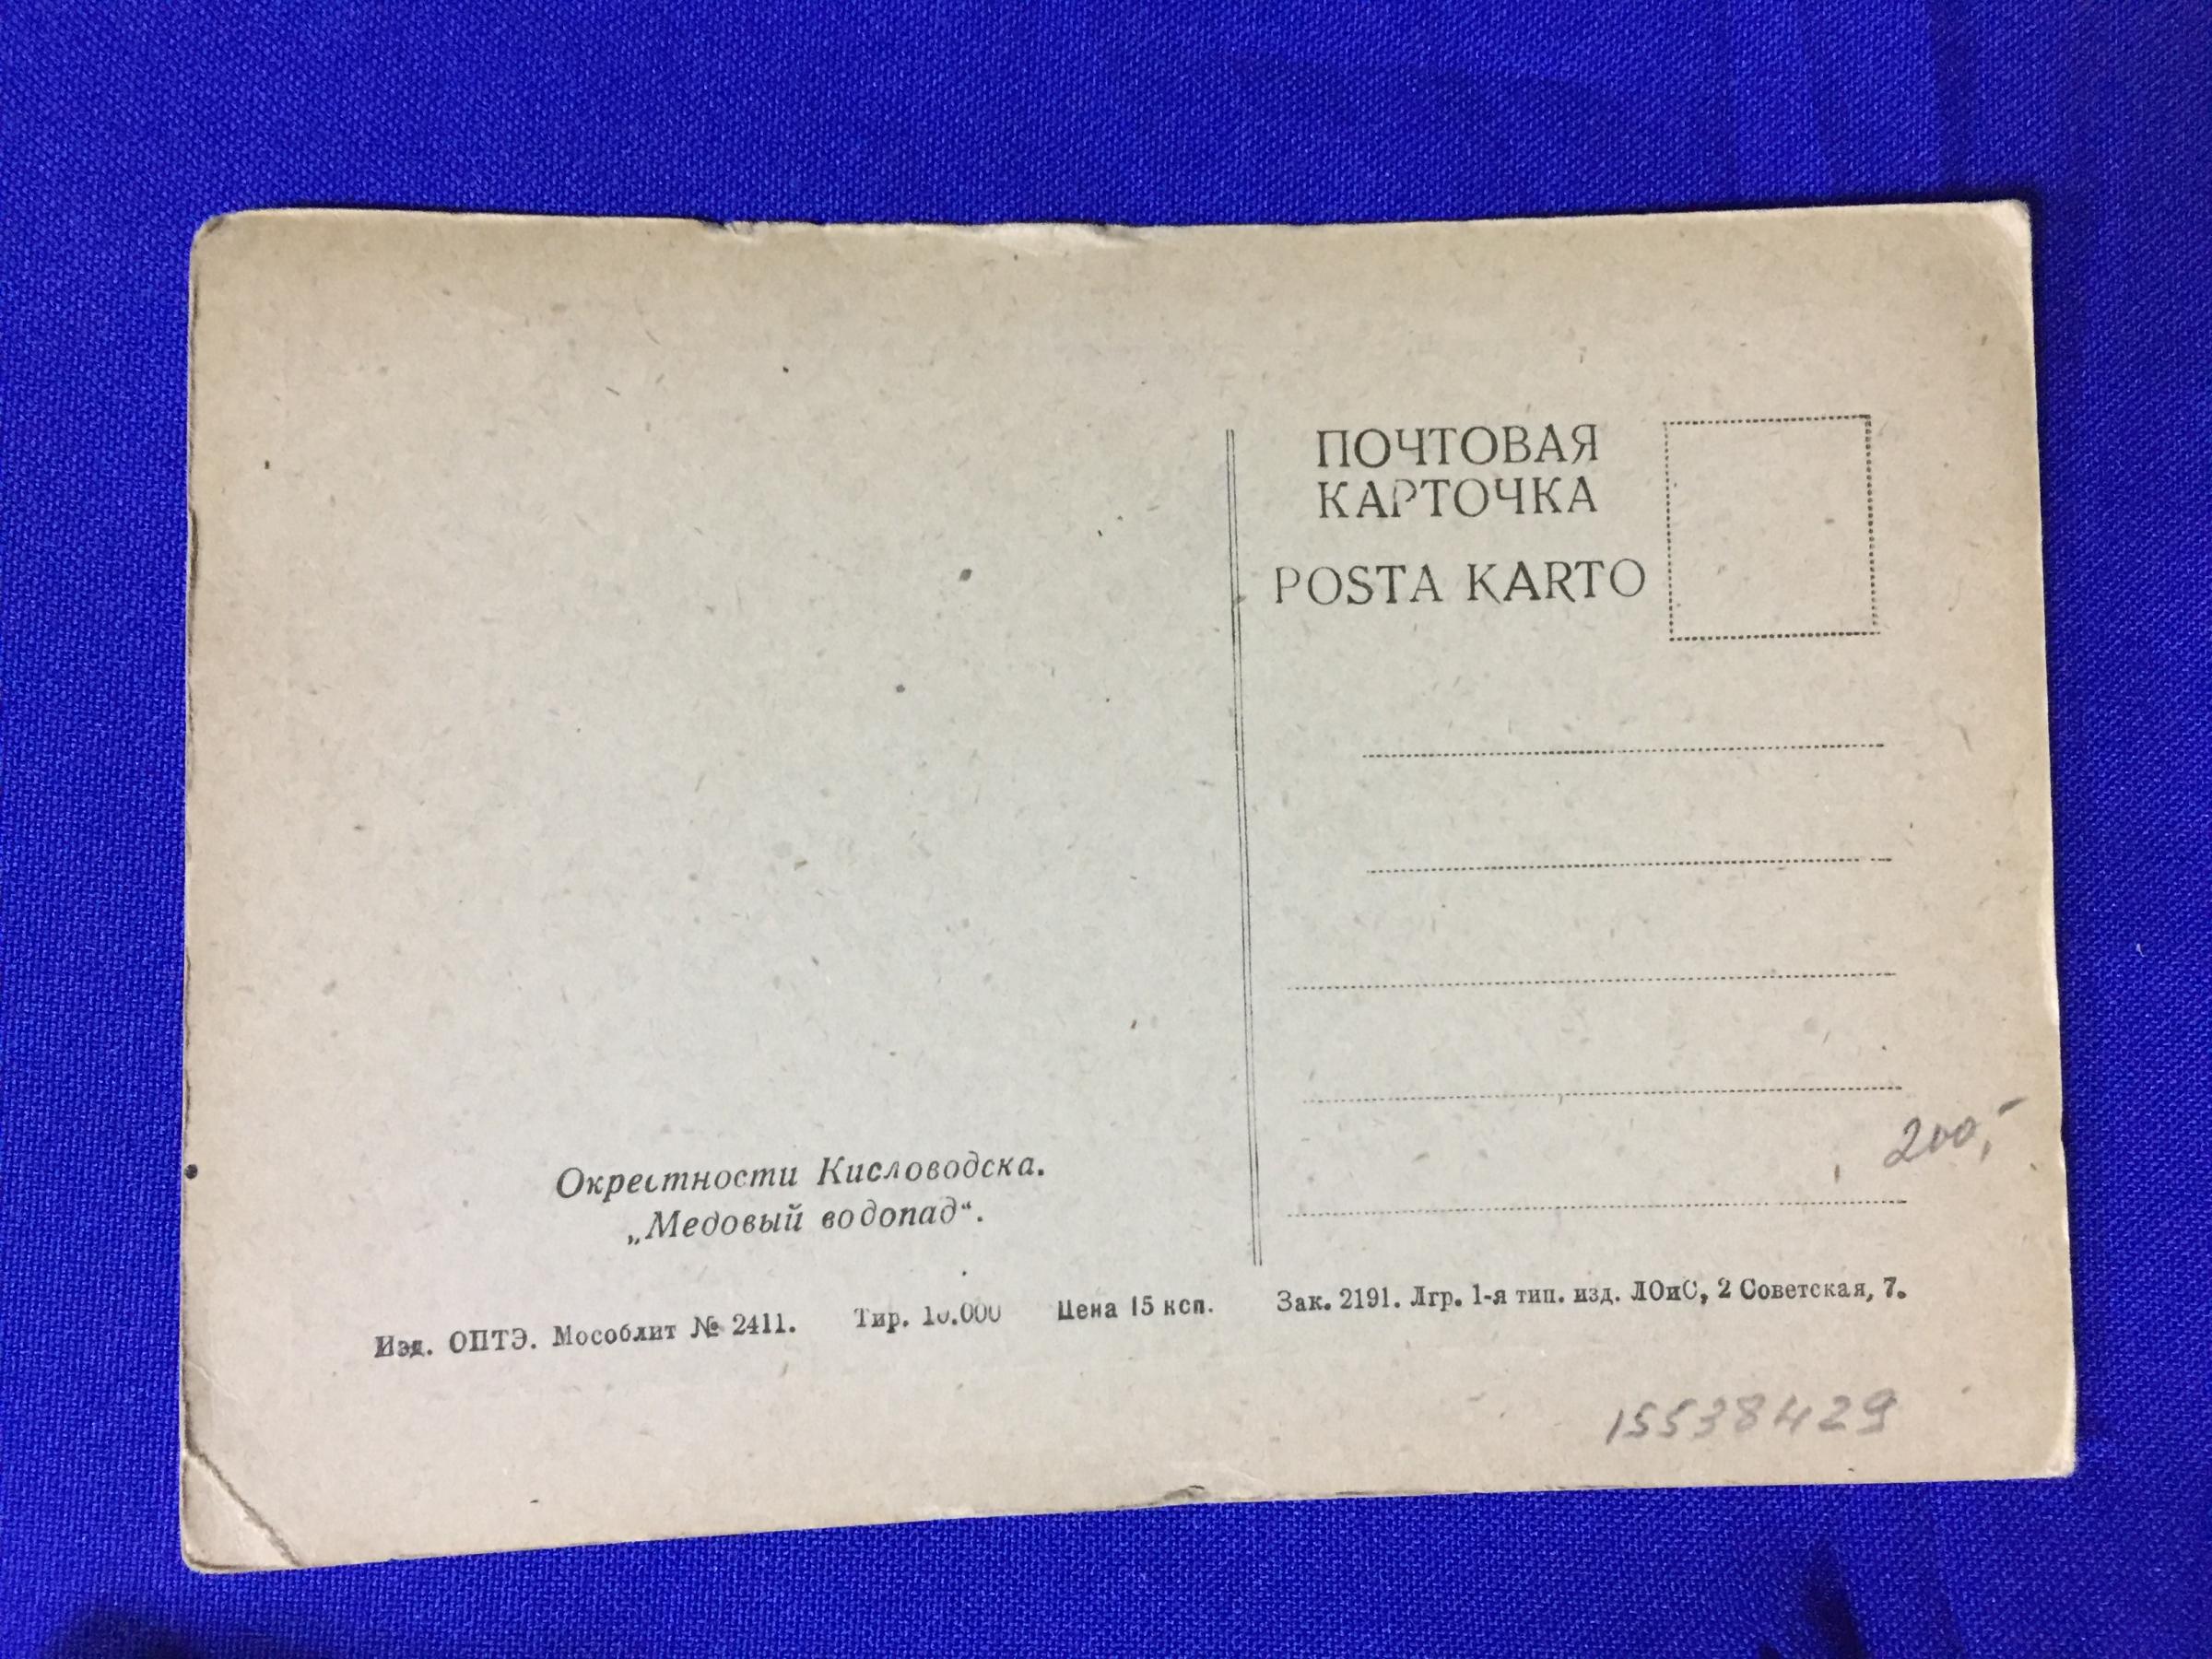 ПОЧТОВАЯ
КАРТОЧКА
POSTA KARTO
Окрестности Кисловодска.
„Медовый водопад“.
200,-
Изд. ОПТЭ. Мособлит № 2411. Тир. 10.000 Цена 15 коп. Зак. 2191. Лгр. 1-я тип. изд. ЛОиС, 2 Советская, 7.
15538429